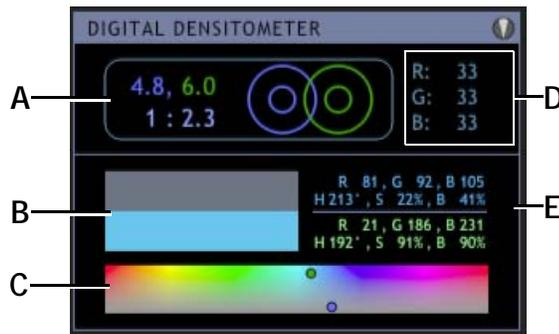 DIGITAL DENSITOMETER
A
4.8, 6.0
1 : 2.3
R: 33
G: 33
B: 33
D
B
R 81, G 92, B 105
H 213°, S 22%, B 41%
R 21, G 186, B 231
H 192°, S 91%, B 90%
E
C